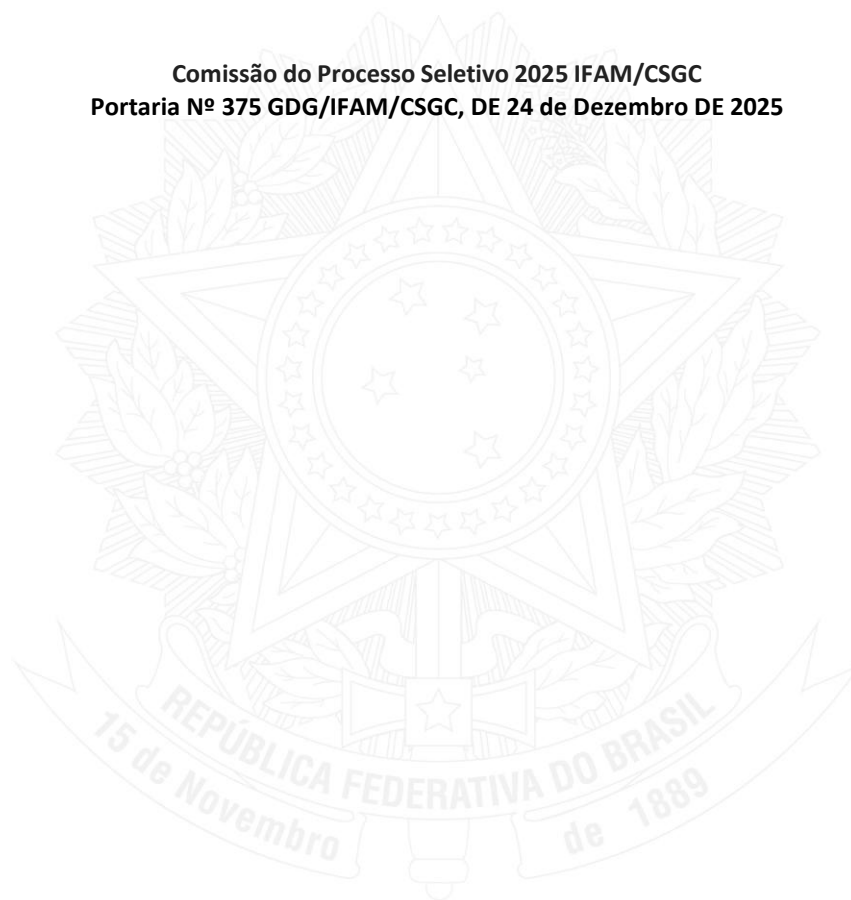 Comissão do Processo Seletivo 2025 IFAM/CSGC
Portaria Nº 375 GDG/IFAM/CSGC, DE 24 de Dezembro DE 2025
REPÚBLICA FEDERATIVA DO BRASIL
15 de Novembro de 1889